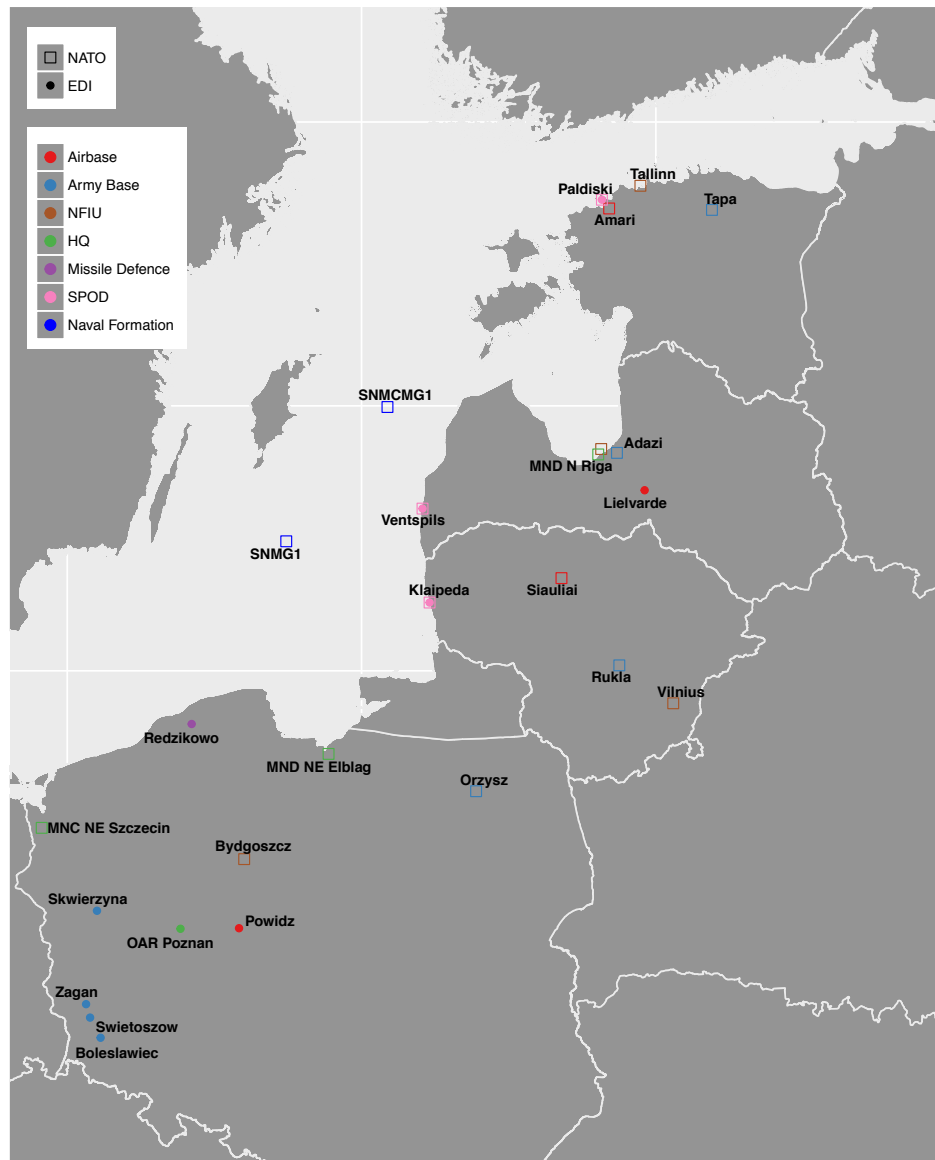 NATO
EDI
Airbase
Army Base
NFIU
HQ
Missile Defence
SPOD
Naval Formation
Tallinn
Paldiski
Tapa
Amari
SNMCMG1
Adazi
MND N Riga
Lielvarde
Ventspils
SNMG1
Klaipeda
Siauliai
Rukla
Vilnius
Redzikowo
MND NE Elblag
Orzysz
MNC NE Szczecin
Bydgoszcz
Skwierzyna
Powidz
OAR Poznan
Zagan
Swietoszow
Boleslawiec